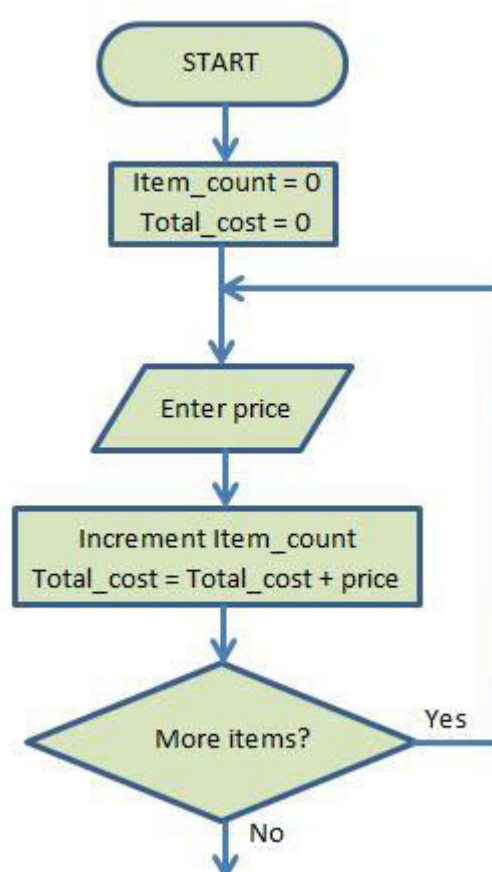 START
Item_count = 0
Total_cost = 0
Enter price
Increment Item_count
Total_cost = Total_cost + price
More items?
Yes
No